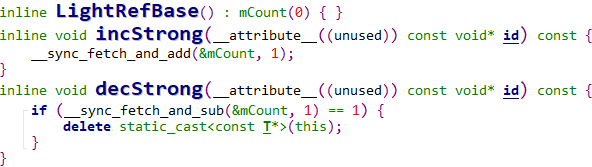 inline LightRefBase() : mCount(0) { }
inline void incStrong(__attribute__((unused)) const void* id) const {
    __sync_fetch_and_add(&mCount, 1);
}
inline void decStrong(__attribute__((unused)) const void* id) const {
    if (__sync_fetch_and_sub(&mCount, 1) == 1) {
        delete static_cast<const T*>(this);
    }
}